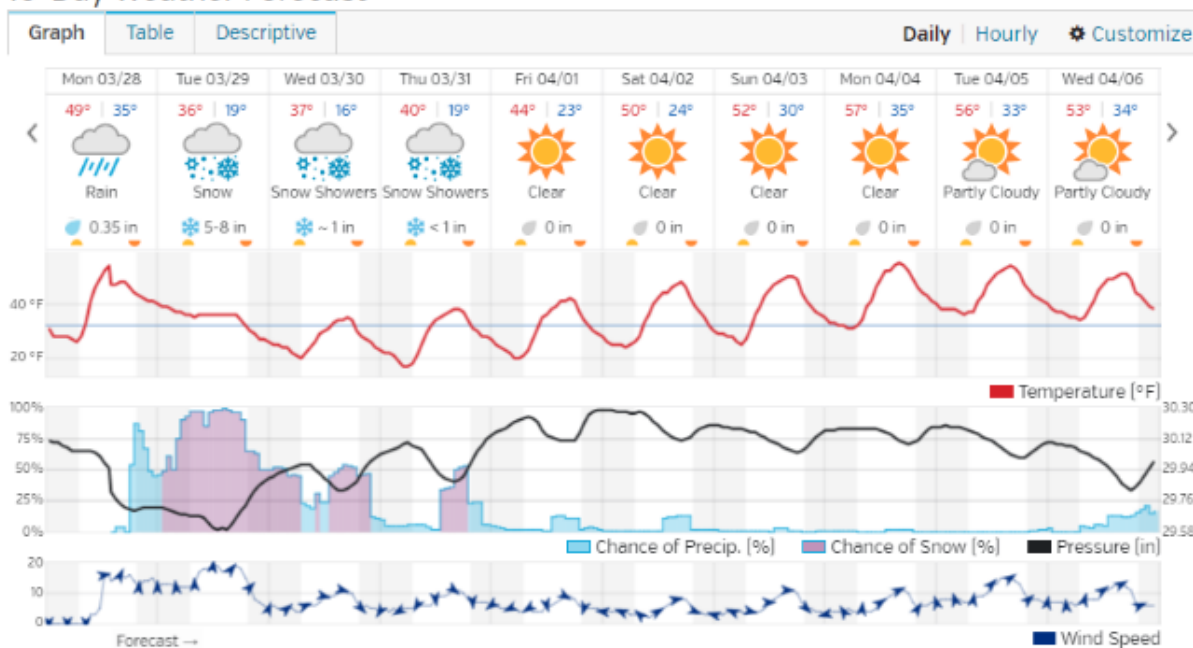 Graph Table Descriptive Daily Hourly Customize
Mon 03/28 Tue 03/29 Wed 03/30 Thu 03/31 Fri 04/01 Sat 04/02 Sun 04/03 Mon 04/04 Tue 04/05 Wed 04/06
49° 35° 36° 19° 37° 16° 40° 19° 44° 23° 50° 24° 52° 30° 57° 35° 56° 33° 53° 34°
Rain Snow Snow Showers Snow Showers Clear Clear Clear Clear Partly Cloudy Partly Cloudy
0.35 in 5-8 in ~ 1 in < 1 in 0 in 0 in 0 in 0 in 0 in 0 in
40 °F
20 °F
Temperature (°F)
100% 30.30
75% 30.12
50% 29.94
25% 29.76
0% 29.58
Chance of Precip. (%) Chance of Snow (%) Pressure (in)
20
10
0
Forecast →
Wind Speed